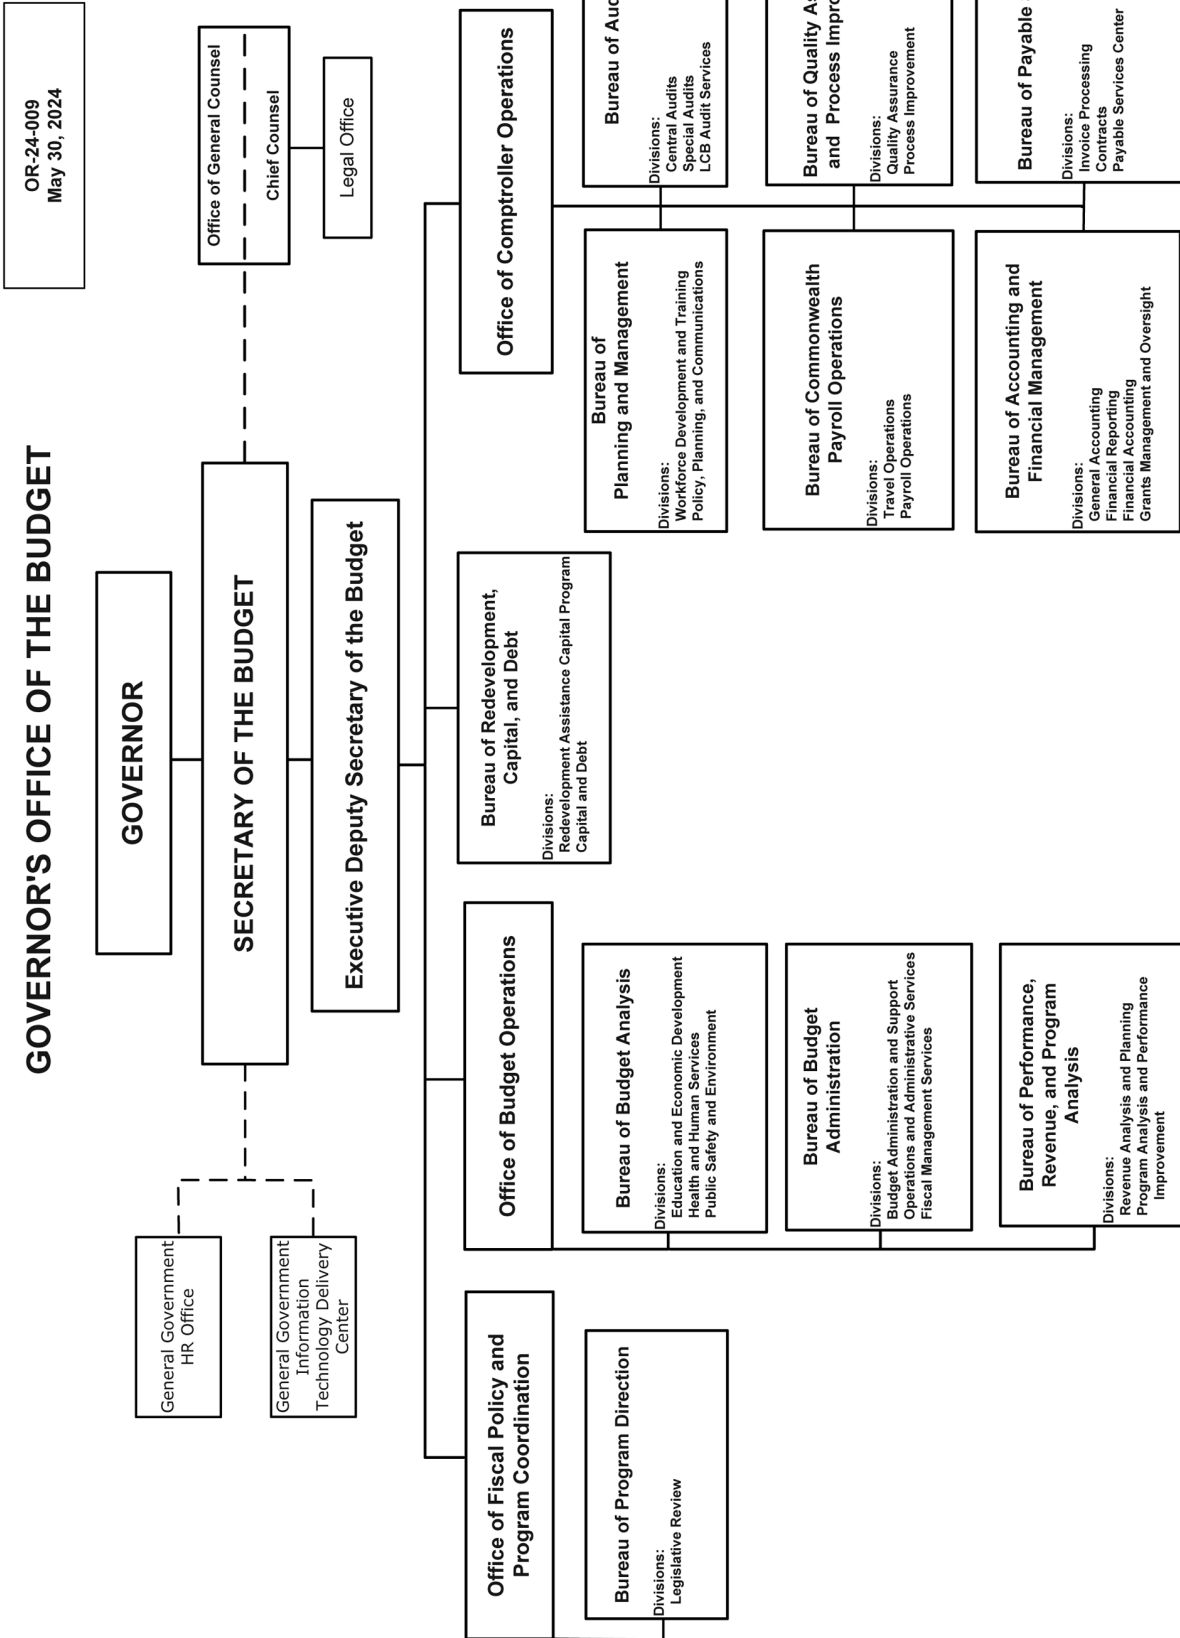 OR-24-009
May 30, 2024
GOVERNOR'S OFFICE OF THE BUDGET
GOVERNOR
SECRETARY OF THE BUDGET
Executive Deputy Secretary of the Budget
General Government
HR Office
General Government
Information
Technology Delivery
Center
Office of General Counsel
Chief Counsel
Legal Office
Office of Fiscal Policy and
Program Coordination
Bureau of Program Direction
Divisions:
Legislative Review
Office of Budget Operations
Bureau of Budget Analysis
Divisions:
Education and Economic Development
Health and Human Services
Public Safety and Environment
Bureau of Budget
Administration
Divisions:
Budget Administration and Support
Operations and Administrative Services
Fiscal Management Services
Bureau of Performance,
Revenue, and Program
Analysis
Divisions:
Revenue Analysis and Planning
Program Analysis and Performance
Improvement
Bureau of Redevelopment,
Capital, and Debt
Divisions:
Redevelopment Assistance Capital Program
Capital and Debt
Office of Comptroller Operations
Bureau of
Planning and Management
Divisions:
Workforce Development and Training
Policy, Planning, and Communications
Bureau of Commonwealth
Payroll Operations
Divisions:
Travel Operations
Payroll Operations
Bureau of Accounting and
Financial Management
Divisions:
General Accounting
Financial Reporting
Financial Accounting
Grants Management and Oversight
Bureau of
Divisions:
Central Audits
Special Audits
LCB Audit Services
Bureau of Quality
and Process
Divisions:
Quality Assurance
Process Improvement
Bureau of Payable
Divisions:
Invoice Processing
Contracts
Payable Services Center